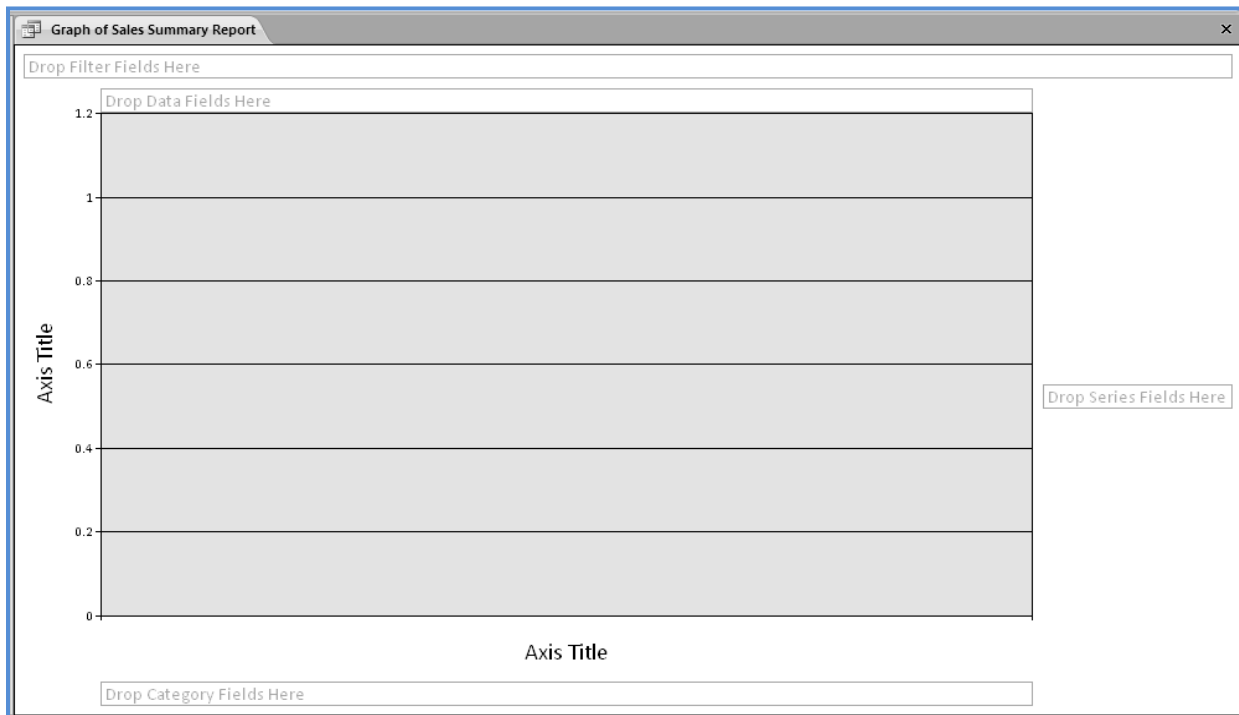 Graph of Sales Summary Report
Drop Filter Fields Here
Drop Data Fields Here
1.2
1
0.8
0.6
0.4
0.2
0
Axis Title
Drop Series Fields Here
Axis Title
Drop Category Fields Here